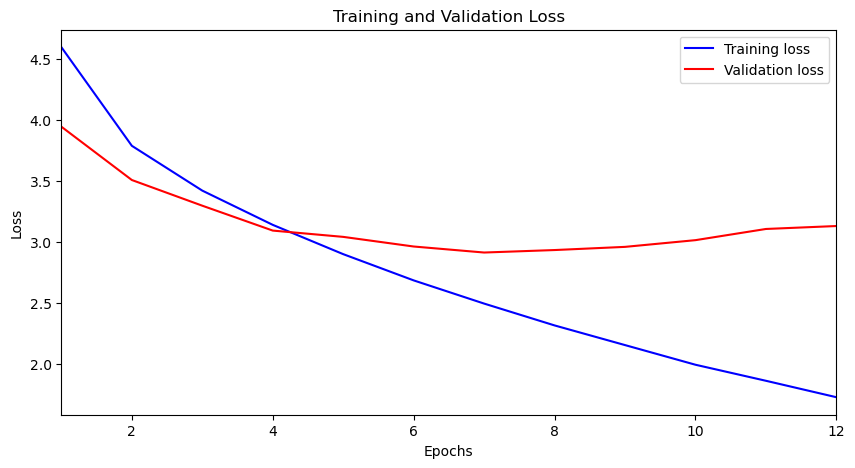 Training and Validation Loss
Training loss
Validation loss
4.5
4.0
3.5
3.0
2.5
2.0
Loss
2 4 6 8 10 12
Epochs